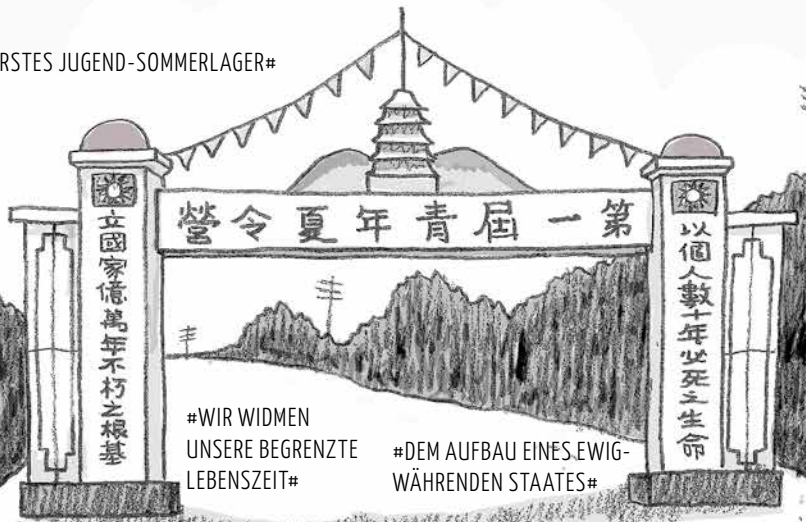 RSTES JUGEND-SOMMERLAGER#
第一屆青年夏令營
以個人數十年必死之生命
立國家億萬年不朽之根基
#WIR WIDMEN
UNSERE BEGRENZTE
LEBENSZEIT#
#DEM AUFBAU EINES EWIG-
WÄHRENDEN STAATES#